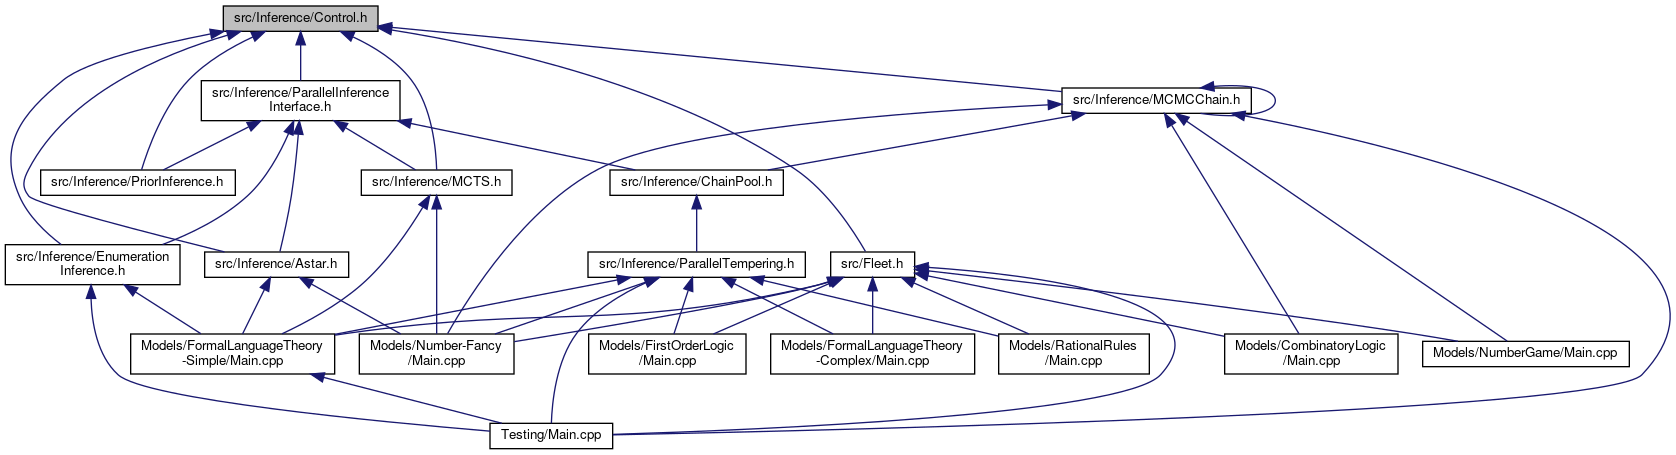 src/Inference/Control.h
src/Inference/ParallelInference
Interface.h
src/Inference/MCMCChain.h
src/Inference/PriorInference.h
src/Inference/MCTS.h
src/Inference/ChainPool.h
src/Inference/Enumeration
Inference.h
src/Inference/Astar.h
src/Inference/ParallelTempering.h
src/Fleet.h
Models/FormalLanguageTheory
-Simple/Main.cpp
Models/Number-Fancy
/Main.cpp
Models/FirstOrderLogic
/Main.cpp
Models/FormalLanguageTheory
-Complex/Main.cpp
Models/RationalRules
/Main.cpp
Models/CombinatoryLogic
/Main.cpp
Models/NumberGame/Main.cpp
Testing/Main.cpp